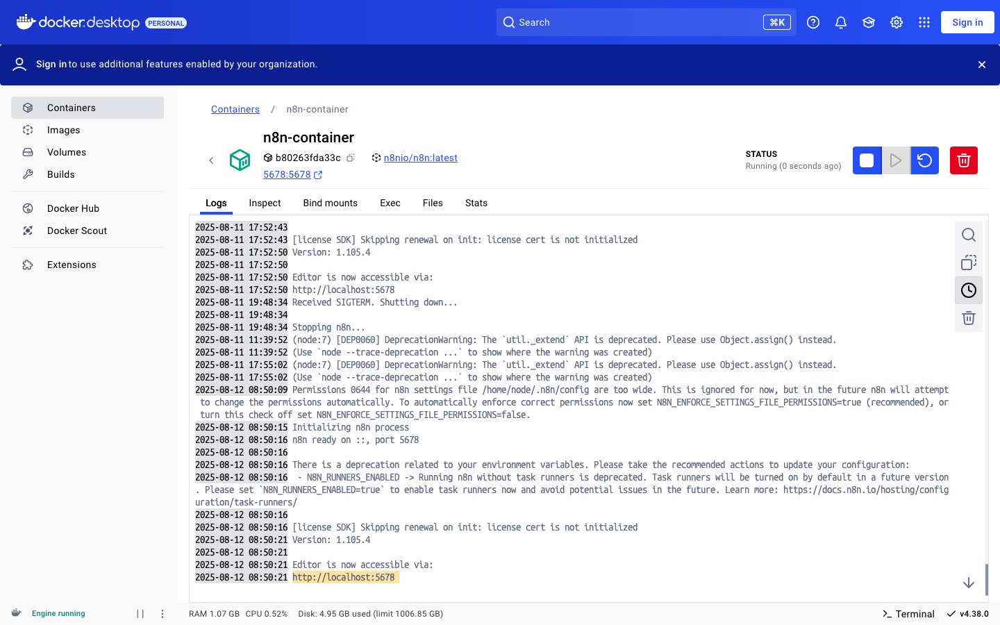 docker.desktop PERSONAL
Search ⌘K Sign in
Sign in to use additional features enabled by your organization.
Containers
Images
Volumes
Builds
Docker Hub
Docker Scout
Extensions
Containers / n8n-container
n8n-container
b80263fda33c n8nio/n8n:latest
5678:5678
STATUS
Running (0 seconds ago)
Logs Inspect Bind mounts Exec Files Stats
2025-08-11 17:52:43
2025-08-11 17:52:43 [license SDK] Skipping renewal on init: license cert is not initialized
2025-08-11 17:52:50 Version: 1.105.4
2025-08-11 17:52:50
2025-08-11 17:52:50 Editor is now accessible via:
2025-08-11 17:52:50 http://localhost:5678
2025-08-11 19:48:34 Received SIGTERM. Shutting down...
2025-08-11 19:48:34
2025-08-11 19:48:34 Stopping n8n...
2025-08-11 11:39:52 (node:7) [DEP0060] DeprecationWarning: The `util._extend` API is deprecated. Please use Object.assign() instead.
2025-08-11 11:39:52 (Use `node --trace-deprecation ...` to show where the warning was created)
2025-08-11 17:55:02 (node:7) [DEP0060] DeprecationWarning: The `util._extend` API is deprecated. Please use Object.assign() instead.
2025-08-11 17:55:02 (Use `node --trace-deprecation ...` to show where the warning was created)
2025-08-12 08:50:09 Permissions 0644 for n8n settings file /home/node/.n8n/config are too wide. This is ignored for now, but in the future n8n will attempt
to change the permissions automatically. To automatically enforce correct permissions now set N8N_ENFORCE_SETTINGS_FILE_PERMISSIONS=true (recommended), or
turn this check off set N8N_ENFORCE_SETTINGS_FILE_PERMISSIONS=false.
2025-08-12 08:50:15 Initializing n8n process
2025-08-12 08:50:16 n8n ready on ::, port 5678
2025-08-12 08:50:16
2025-08-12 08:50:16 There is a deprecation related to your environment variables. Please take the recommended actions to update your configuration:
2025-08-12 08:50:16 - N8N_RUNNERS_ENABLED -> Running n8n without task runners is deprecated. Task runners will be turned on by default in a future version
. Please set `N8N_RUNNERS_ENABLED=true` to enable task runners now and avoid potential issues in the future. Learn more: https://docs.n8n.io/hosting/config
uration/task-runners/
2025-08-12 08:50:16
2025-08-12 08:50:16 [license SDK] Skipping renewal on init: license cert is not initialized
2025-08-12 08:50:21 Version: 1.105.4
2025-08-12 08:50:21
2025-08-12 08:50:21 Editor is now accessible via:
2025-08-12 08:50:21 http://localhost:5678
Engine running RAM 1.07 GB CPU 0.52% Disk: 4.95 GB used (limit 1006.85 GB) Terminal v4.38.0